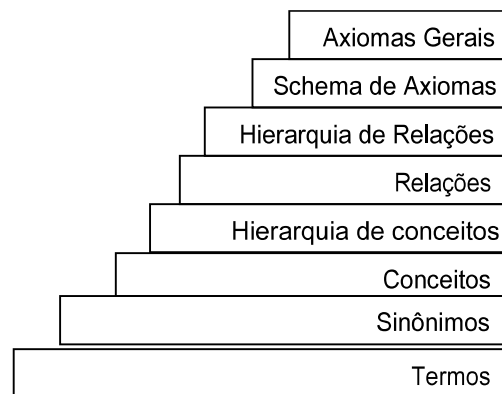 Axiomas Gerais
Schema de Axiomas
Hierarquia de Relações
Relações
Hierarquia de conceitos
Conceitos
Sinônimos
Termos